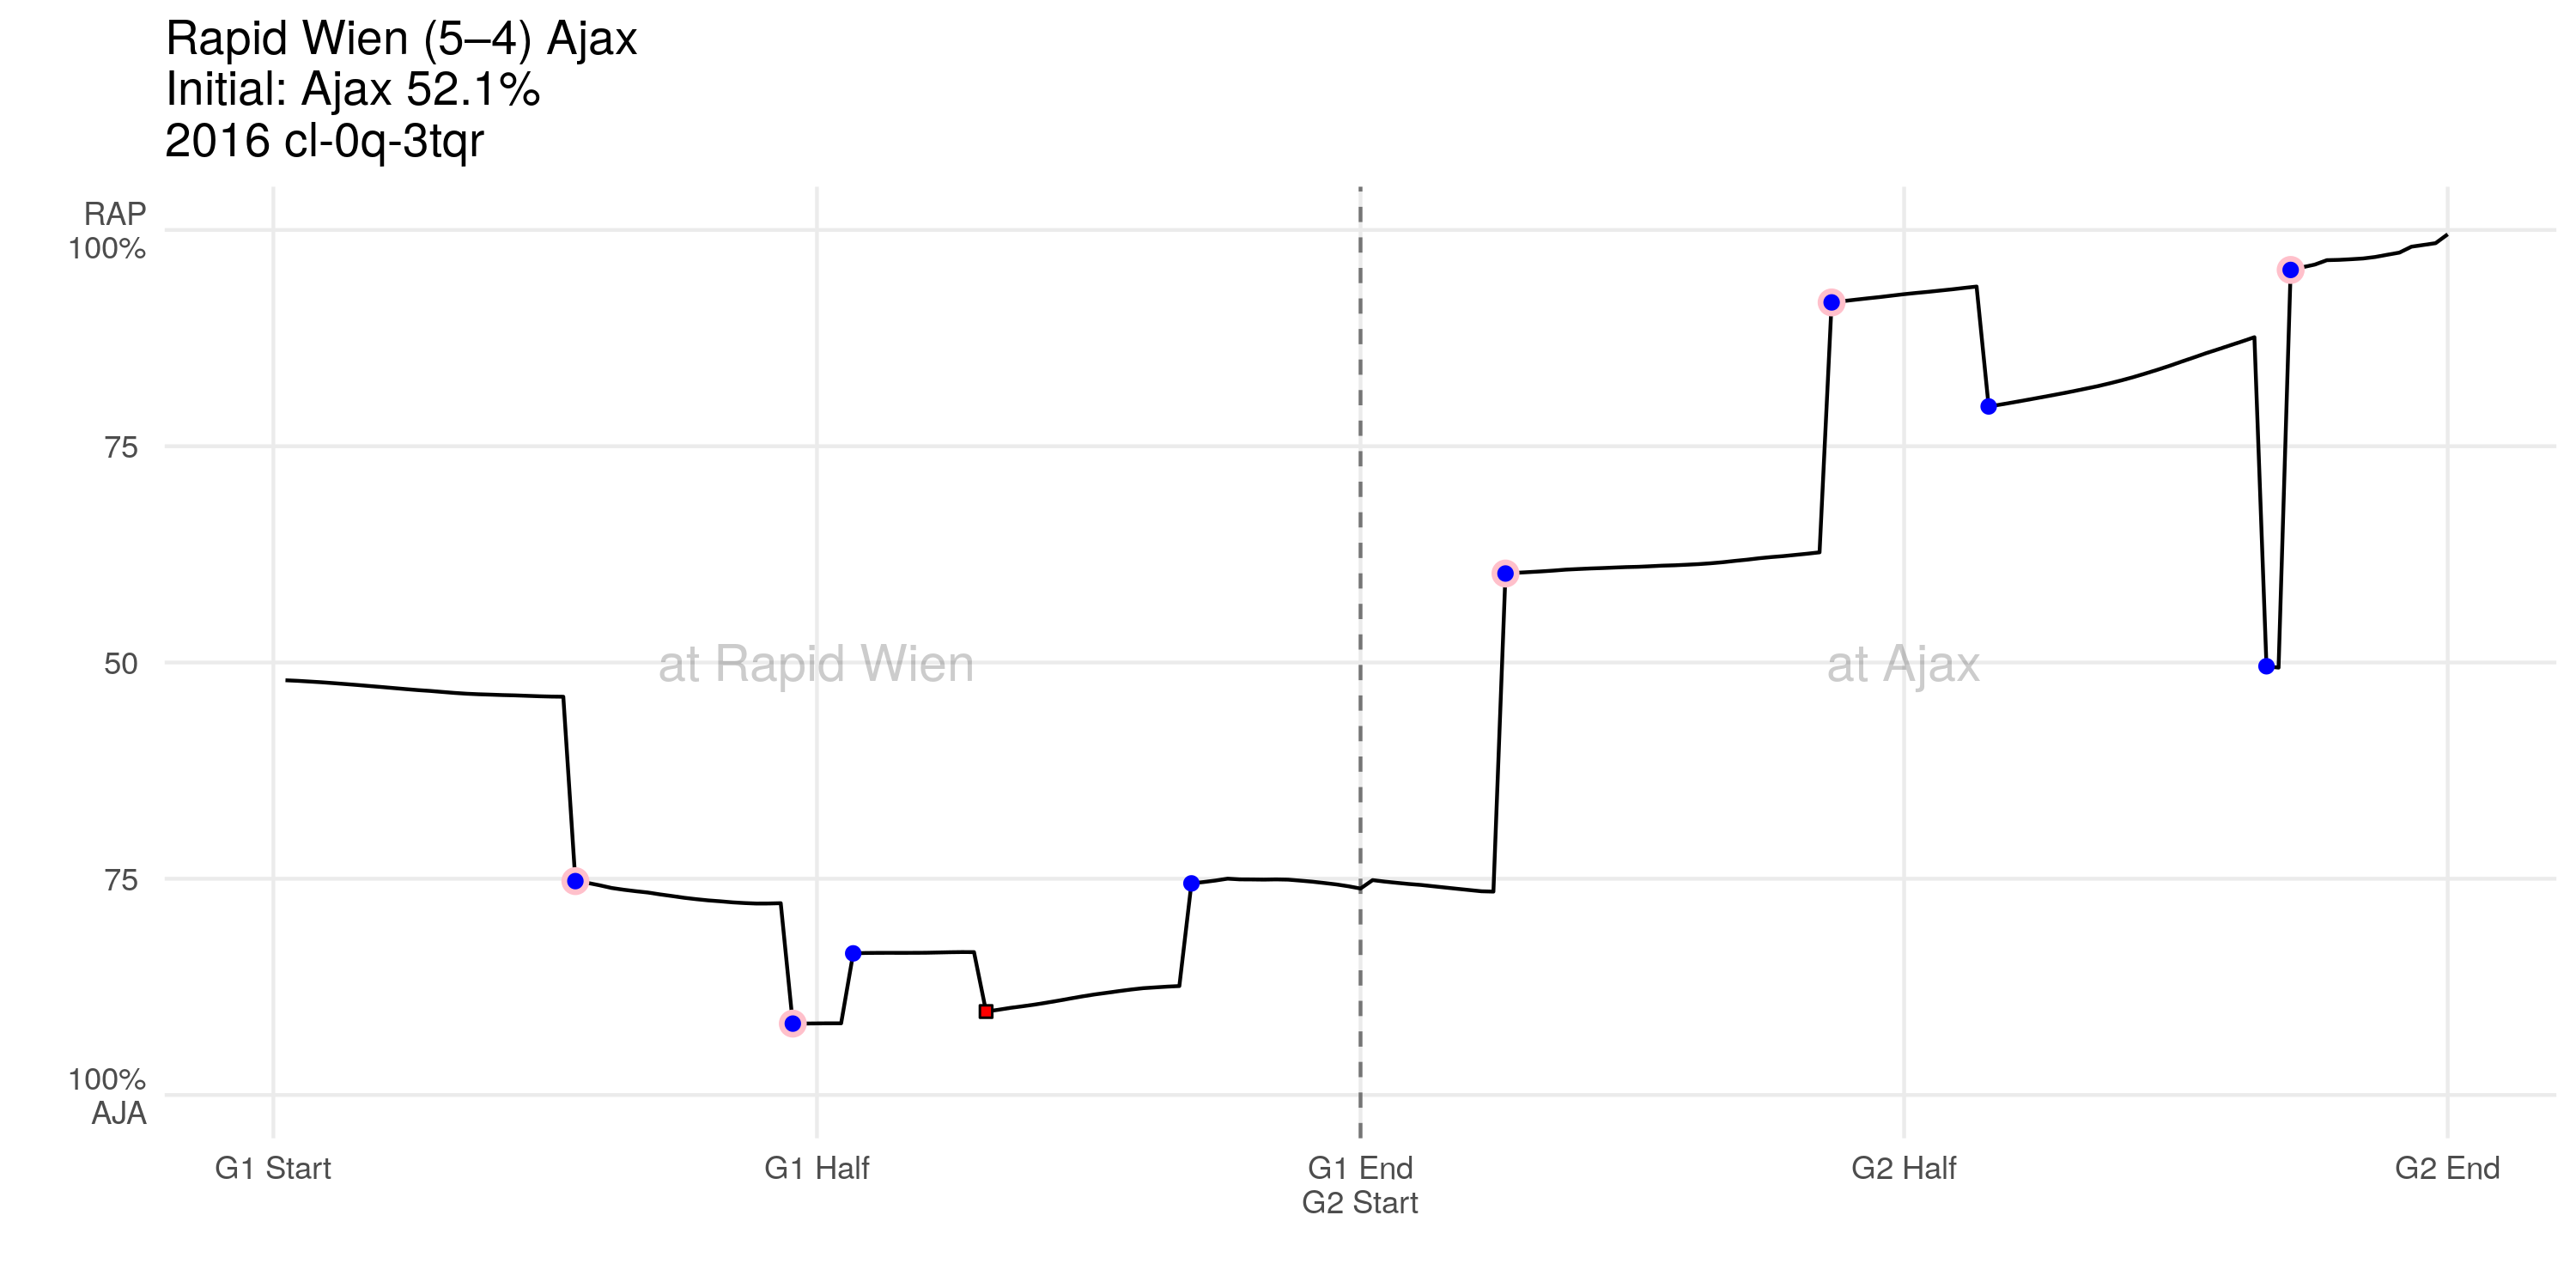 Rapid Wien (5–4) Ajax
Initial: Ajax 52.1%
2016 cl-0q-3tqr
RAP
100%
75
50
75
100%
AJA
at Rapid Wien
at Ajax
G1 Start
G1 Half
G1 End
G2 Start
G2 Half
G2 End